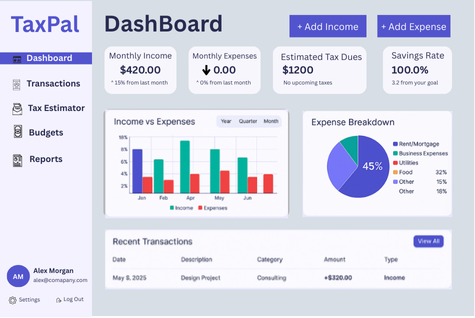 TaxPal
Dashboard
Transactions
Tax Estimator
Budgets
Reports
AM
Alex Morgan
alex@comapany.com
Settings
Log Out
DashBoard
+ Add Income
+ Add Expense
Monthly Income
$420.00
↑ 15% from last month
Monthly Expenses
↓ 0.00
↑ 0% from last month
Estimated Tax Dues
$1200
No upcoming taxes
Savings Rate
100.0%
3.2 from your goal
Income vs Expenses
Year Quarter Month
10%
8%
6%
4%
2%
Jan Feb Apr May Jun
Income Expenses
Expense Breakdown
45%
Rent/Mortgage
Business Expenses
Utilities
Food 32%
Other 15%
Other 18%
Recent Transactions
View All
Date Description Category Amount Type
May 8, 2025 Design Project Consulting +$320.00 Income